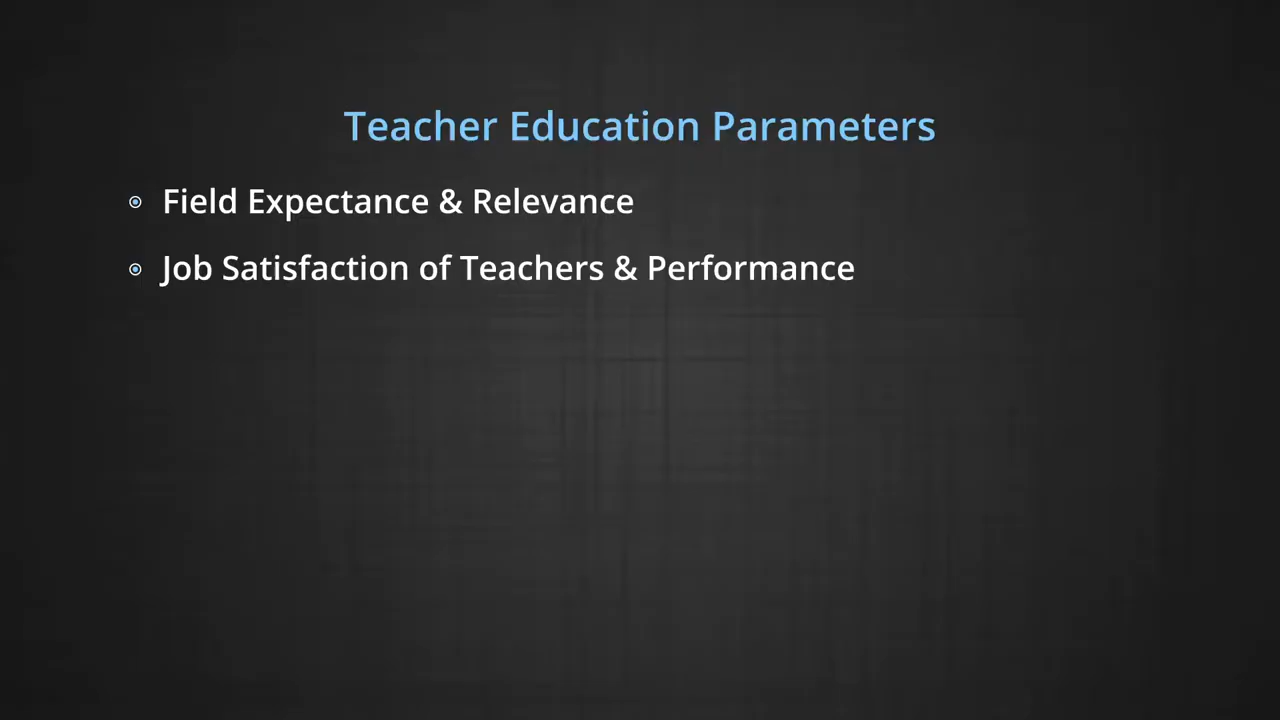 Teacher Education Parameters
Field Expectance & Relevance
Job Satisfaction of Teachers & Performance